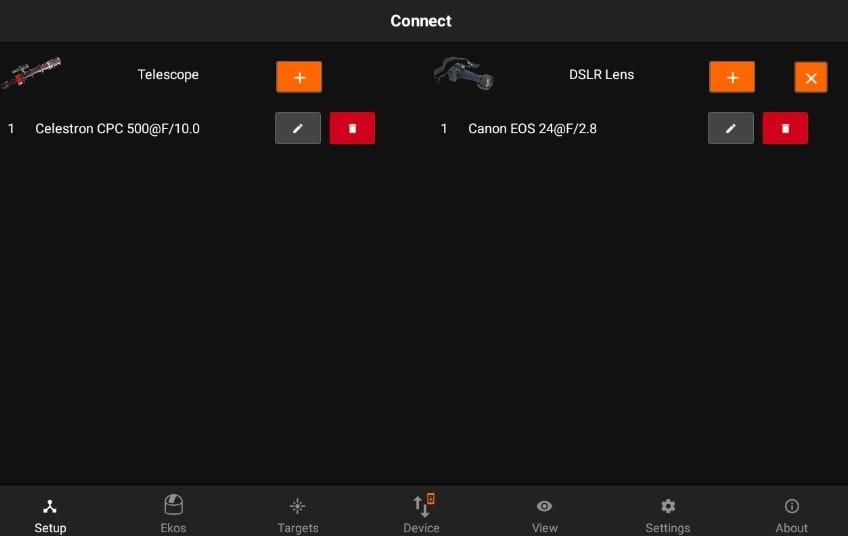 Connect
Telescope
DSLR Lens
1 Celestron CPC 500@F/10.0
1 Canon EOS 24@F/2.8
Setup Ekos Targets Device View Settings About